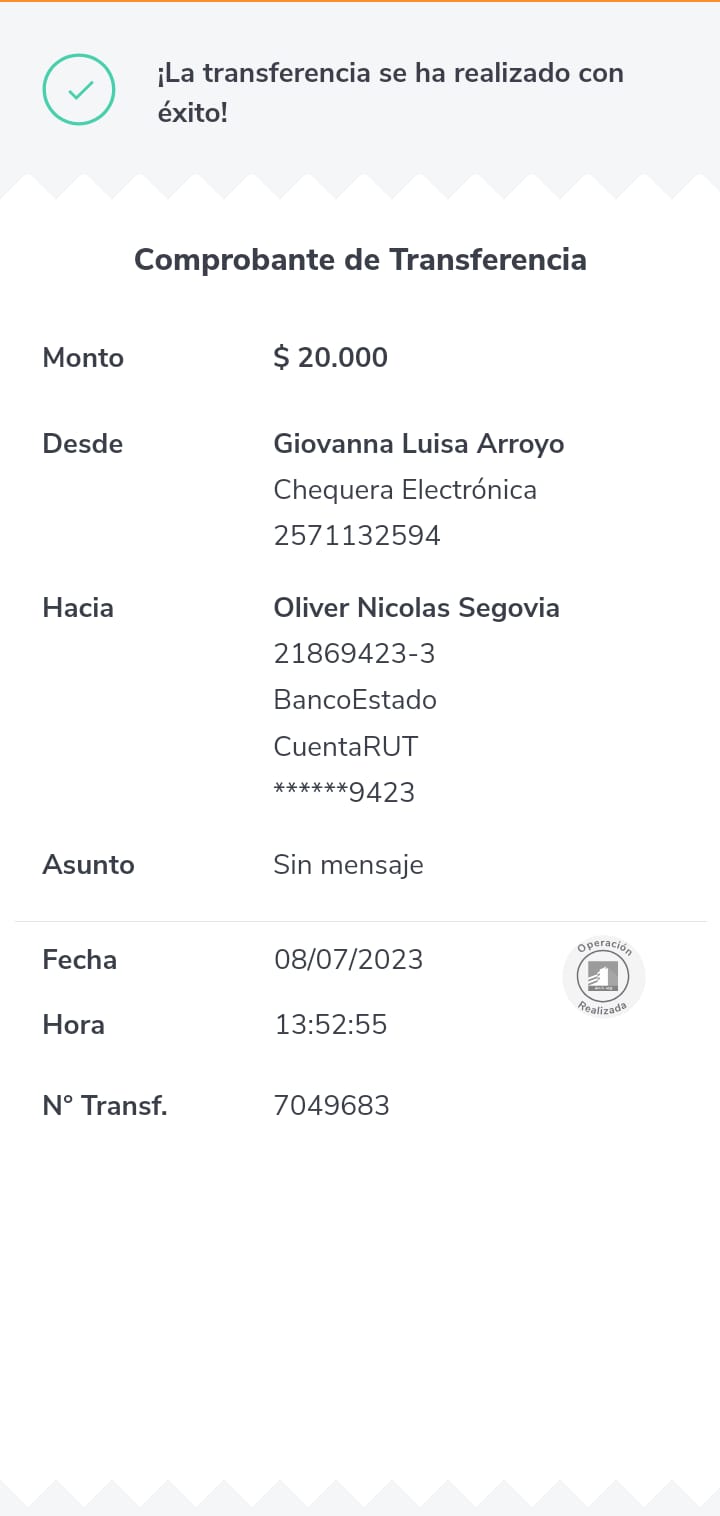 ¡La transferencia se ha realizado con
éxito!
Comprobante de Transferencia
Monto $ 20.000
Desde Giovanna Luisa Arroyo
Chequera Electrónica
2571132594
Hacia Oliver Nicolas Segovia
21869423-3
BancoEstado
CuentaRUT
******9423
Asunto Sin mensaje
Fecha 08/07/2023
Operación
Realizada
Hora 13:52:55
N° Transf. 7049683